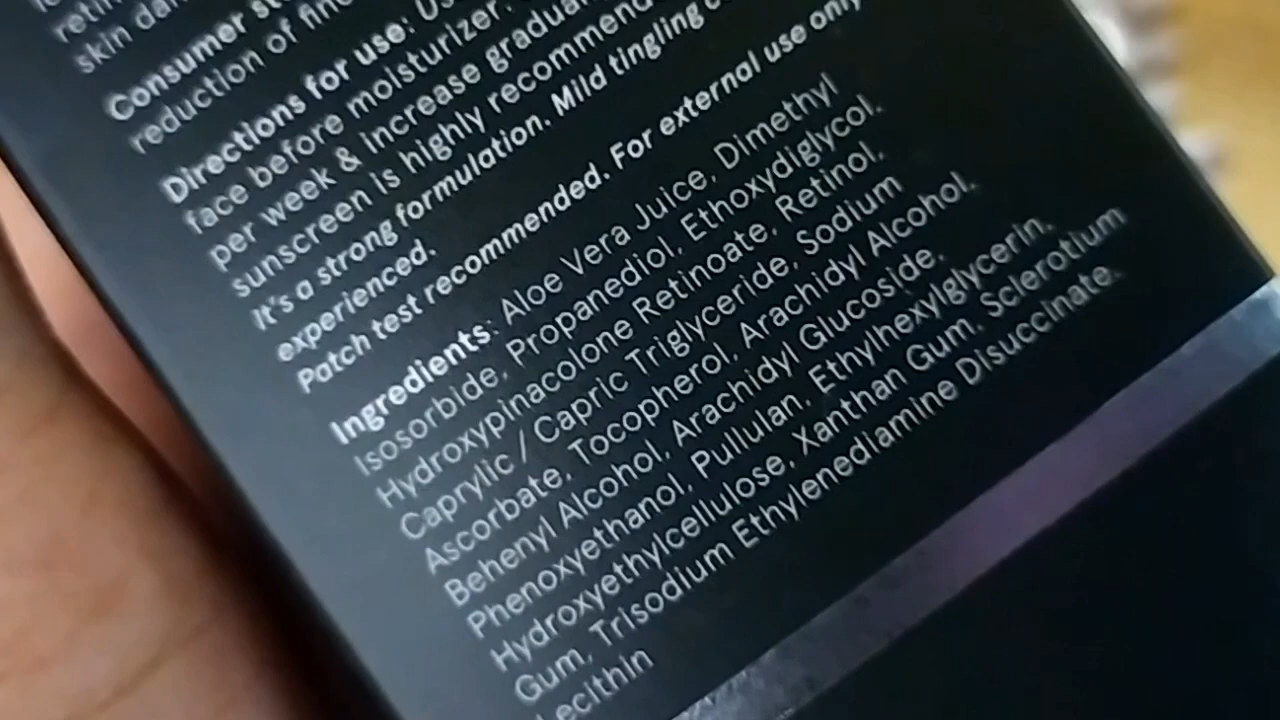 retin
skin dar
Consumer st
reduction of fine
Directions for use: Us
face before moisturizer.
per week & increase gradual
sunscreen is highly recommend
It's a strong formulation. Mild tingling
experienced.
Patch test recommended. For external use only
Ingredients: Aloe Vera Juice, Dimethyl
Isosorbide, Propanediol, Ethoxydiglycol,
Hydroxypinacolone Retinoate, Retinol,
Caprylic / Capric Triglyceride, Sodium
Ascorbate, Tocopherol, Arachidyl Alcohol,
Behenyl Alcohol, Arachidyl Glucoside,
Phenoxyethanol, Pullulan, Ethylhexylglycerin,
Hydroxyethylcellulose, Xanthan Gum, Sclerotium
Gum, Trisodium Ethylenediamine Disuccinate,
Lecithin